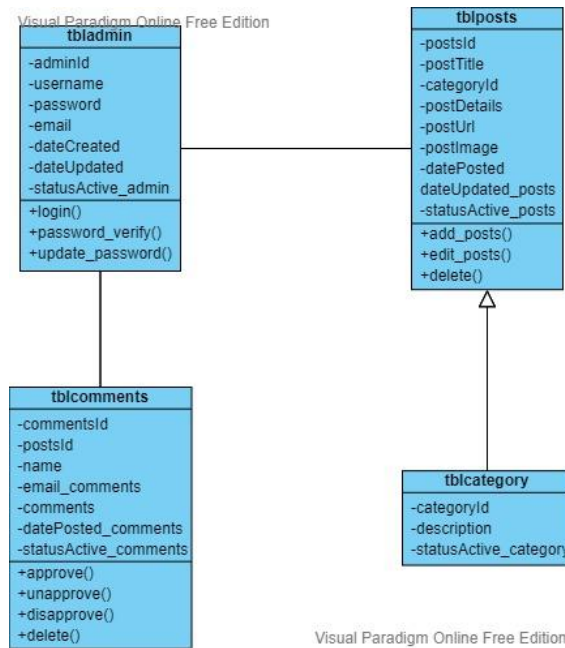 Visual Paradigm Online Free Edition
tbladmin
-adminId
-username
-password
-email
-dateCreated
-dateUpdated
-statusActive_admin
+login()
+password_verify()
+update_password()
tblposts
-postsId
-postTitle
-categoryId
-postDetails
-postUrl
-postImage
-datePosted
dateUpdated_posts
-statusActive_posts
+add_posts()
+edit_posts()
+delete()
tblcomments
-commentsId
-postsId
-name
-email_comments
-comments
-datePosted_comments
-statusActive_comments
+approve()
+unapprove()
+disapprove()
+delete()
tblcategory
-categoryId
-description
-statusActive_category
Visual Paradigm Online Free Edition